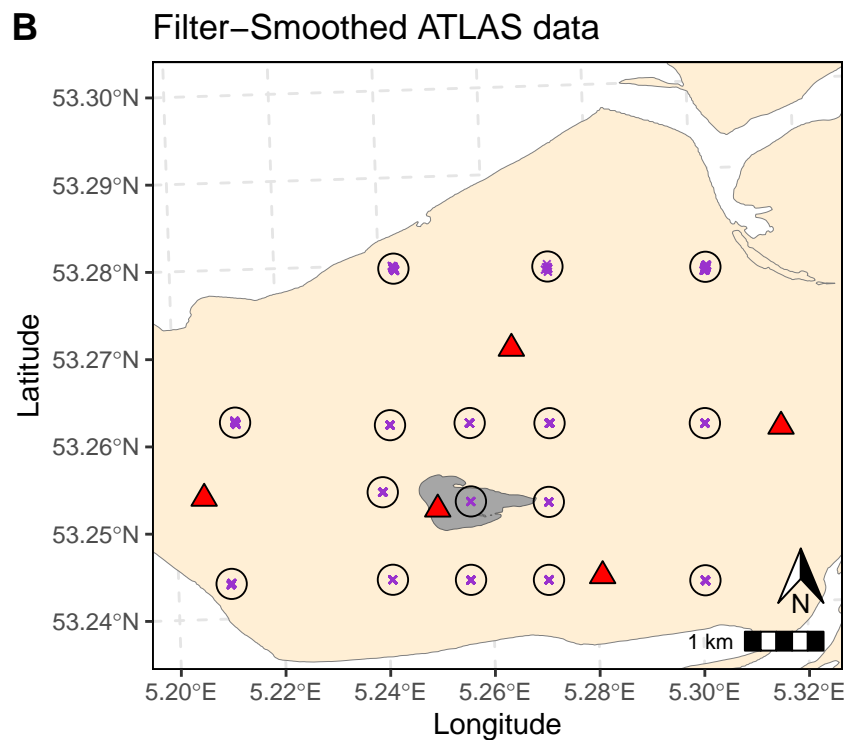 B Filter−Smoothed ATLAS data
53.30°N
53.29°N
53.28°N
53.27°N
53.26°N
53.25°N
53.24°N
Latitude
N
1 km
5.20°E 5.22°E 5.24°E 5.26°E 5.28°E 5.30°E 5.32°E
Longitude